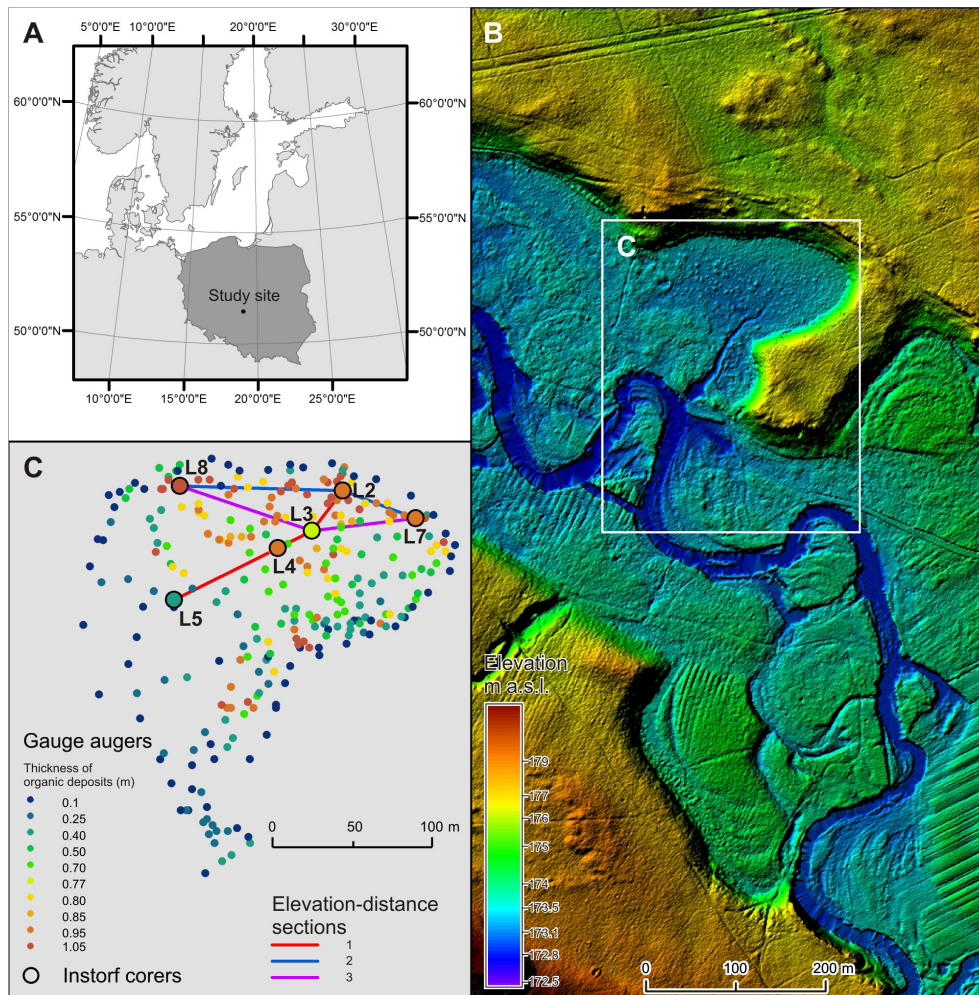 A
5°0'0"E 10°0'0"E 20°0'0"E 30°0'0"E
60°0'0"N 60°0'0"N
55°0'0"N 55°0'0"N
Study site
50°0'0"N 50°0'0"N
10°0'0"E 15°0'0"E 20°0'0"E 25°0'0"E
B
C
Elevation
m a.s.l.
179
177
176
175
174
173.5
173.1
172.8
172.5
0 100 200 m
C
L8
L2
L3
L7
L4
L5
Gauge augers
Thickness of
organic deposits (m)
0.1
0.25
0.40
0.50
0.70
0.77
0.80
0.85
0.95
1.05
Instorf corers
0 50 100 m
Elevation-distance
sections
1
2
3